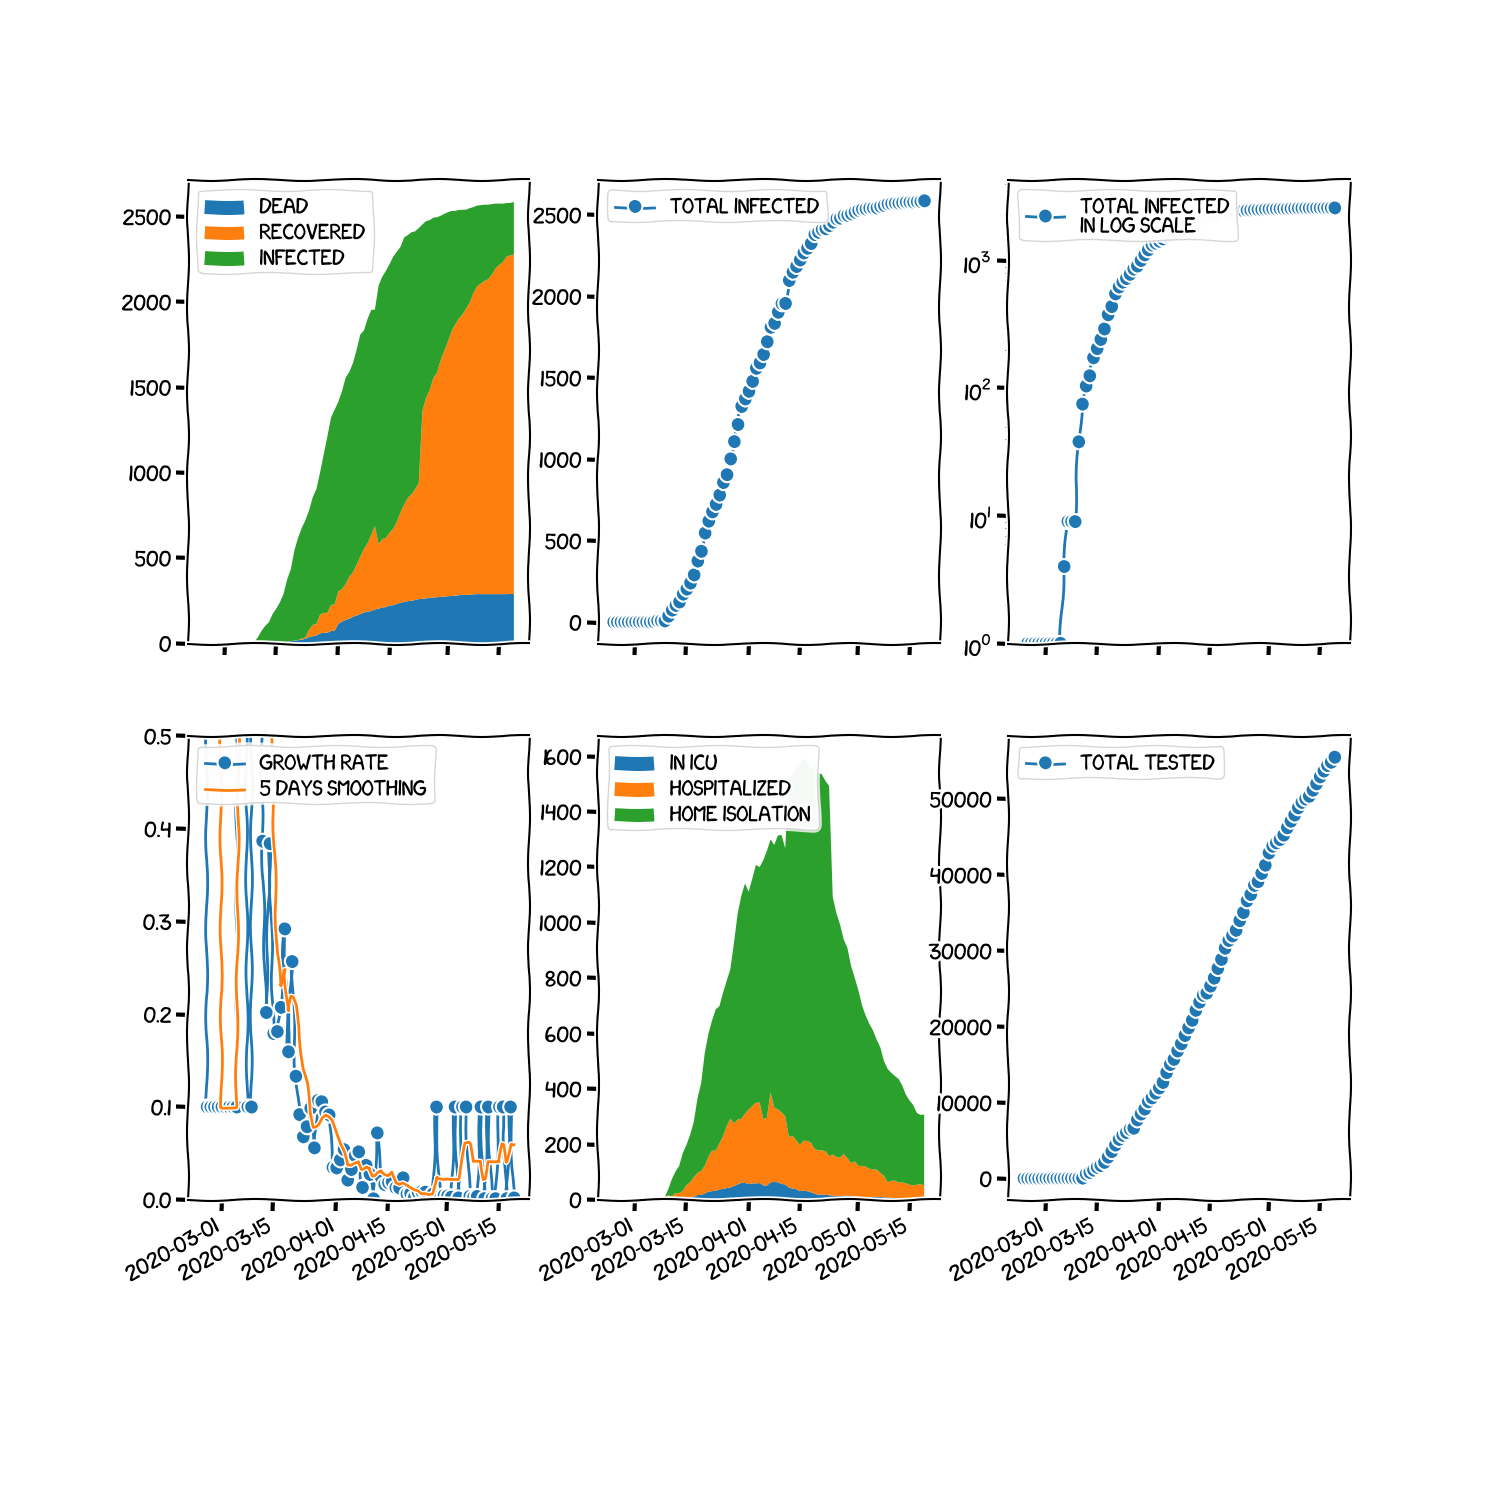 DEAD
RECOVERED
INFECTED
2500
2000
1500
1000
500
0
TOTAL INFECTED
2500
2000
1500
1000
500
0
TOTAL INFECTED
IN LOG SCALE
10³
10²
10¹
10⁰
GROWTH RATE
5 DAYS SMOOTHING
0.5
0.4
0.3
0.2
0.1
0.0
2020-03-01 2020-03-15 2020-04-01 2020-04-15 2020-05-01 2020-05-15
IN ICU
HOSPITALIZED
HOME ISOLATION
1600
1400
1200
1000
800
600
400
200
0
2020-03-01 2020-03-15 2020-04-01 2020-04-15 2020-05-01 2020-05-15
TOTAL TESTED
50000
40000
30000
20000
10000
0
2020-03-01 2020-03-15 2020-04-01 2020-04-15 2020-05-01 2020-05-15